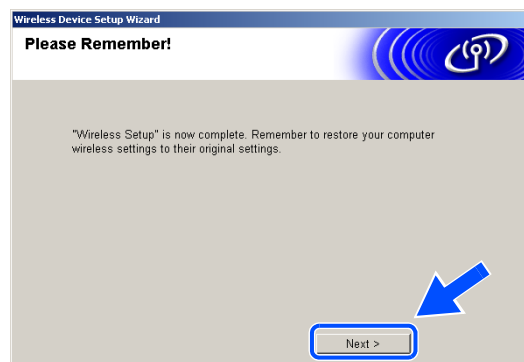 Wireless Device Setup Wizard
Please Remember!
"Wireless Setup" is now complete. Remember to restore your computer
wireless settings to their original settings.
Next >